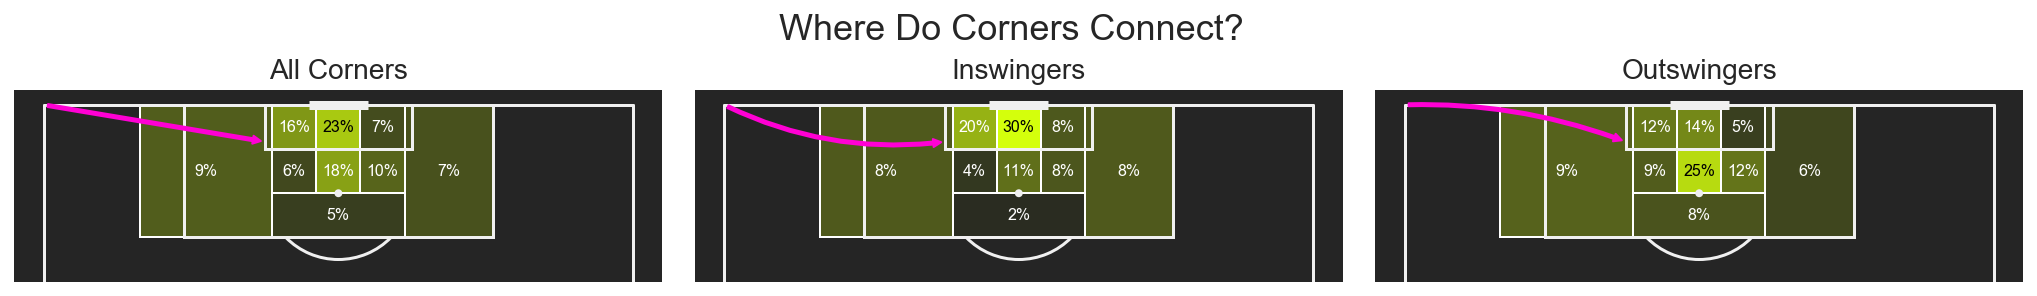 Where Do Corners Connect?
All Corners
16% 23% 7%
9% 6% 18% 10% 7%
5%
Inswingers
20% 30% 8%
8% 4% 11% 8% 8%
2%
Outswingers
12% 14% 5%
9% 9% 25% 12% 6%
8%